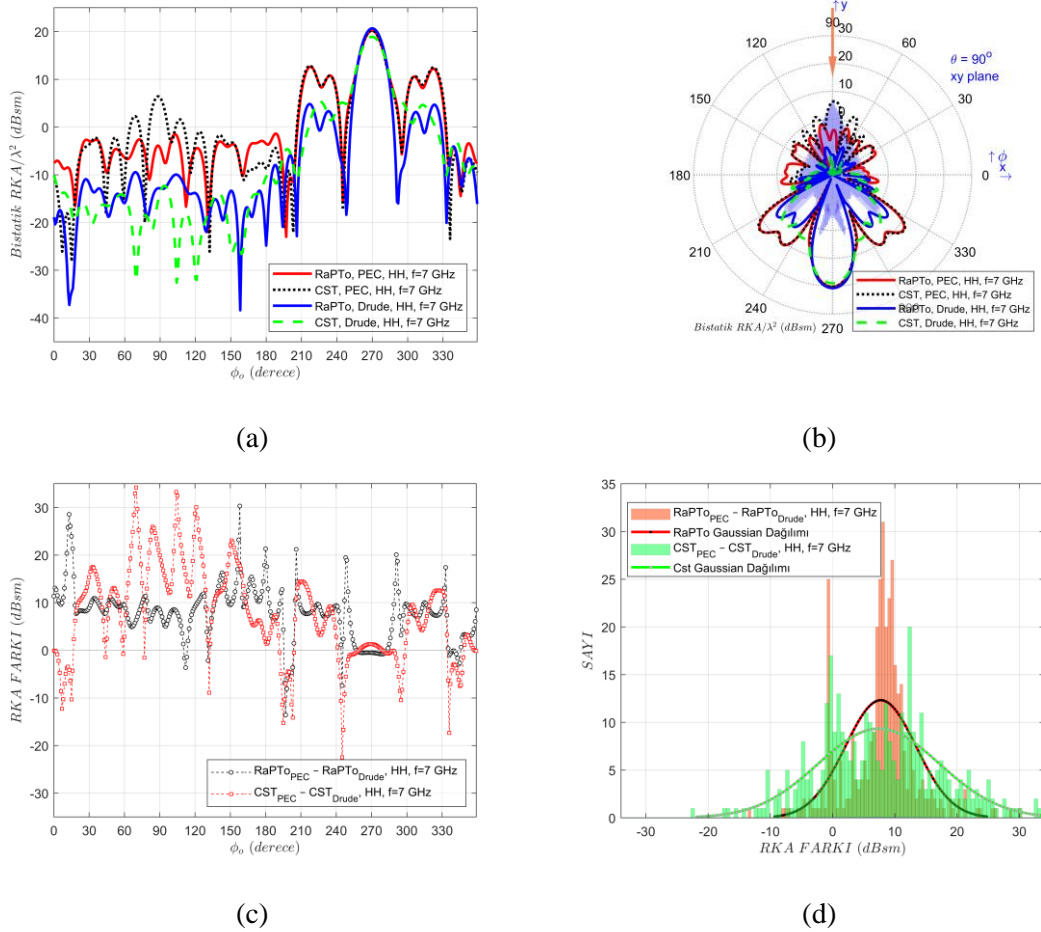 20
10
0
-10
-20
-30
-40
Bistatik RKA/λ² (dBsm)
RaPTo, PEC, HH, f=7 GHz
CST, PEC, HH, f=7 GHz
RaPTo, Drude, HH, f=7 GHz
CST, Drude, HH, f=7 GHz
0 30 60 90 120 150 180 210 240 270 300 330
ϕo (derece)
(a)
↑y
90
30
120
60
θ = 90o
xy plane
30
20
150
30
10
0
↑ϕ
x
→
180
0
210
330
RaPTo, PEC, HH, f=7 GHz
CST, PEC, HH, f=7 GHz
RaPTo, Drude, HH, f=7 GHz
CST, Drude, HH, f=7 GHz
240
Bistatik RKA/λ² (dBsm)
270
(b)
30
20
10
0
-10
-20
-30
RKA FARKI (dBsm)
RaPToPEC – RaPToDrude, HH, f=7 GHz
CSTPEC – CSTDrude, HH, f=7 GHz
0 30 60 90 120 150 180 210 240 270 300 330
ϕo (derece)
(c)
35
30
25
20
15
10
5
0
SAYI
RaPToPEC – RaPToDrude, HH, f=7 GHz
RaPTo Gaussian Dağılımı
CSTPEC – CSTDrude, HH, f=7 GHz
Cst Gaussian Dağılımı
-30 -20 -10 0 10 20 30
RKA FARKI (dBsm)
(d)